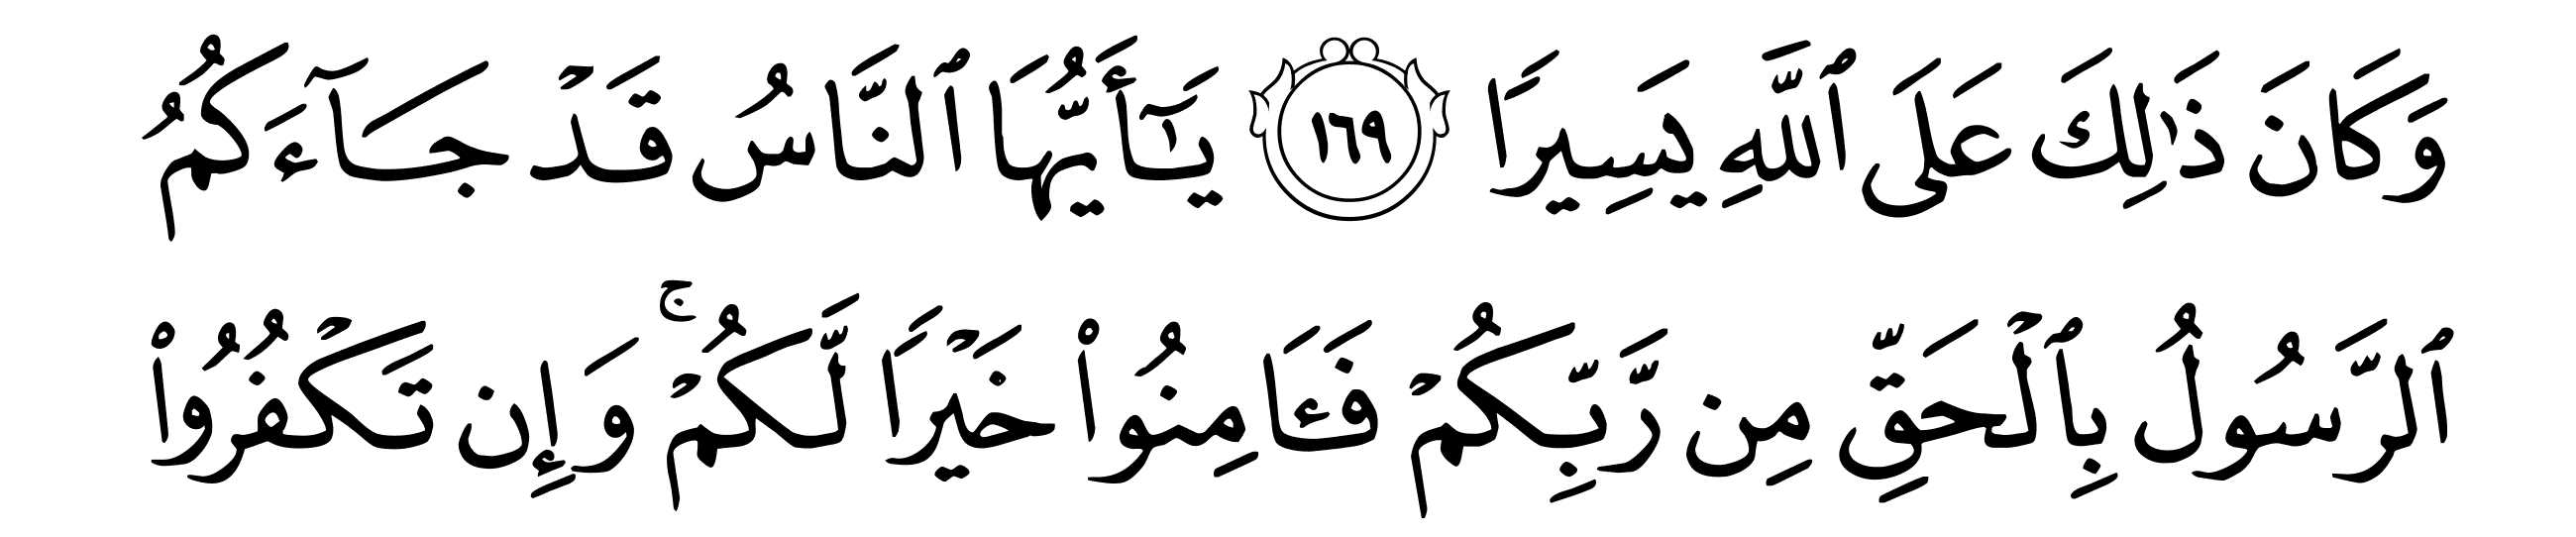 وَكَانَ ذَٰلِكَ عَلَى ٱللَّهِ يَسِيرًا ١٦٩ يَـٰٓأَيُّهَا ٱلنَّاسُ قَدْ جَآءَكُمُ
ٱلرَّسُولُ بِٱلْحَقِّ مِن رَّبِّكُمْ فَـَٔامِنُوا۟ خَيْرًا لَّكُمْ ۚ وَإِن تَكْفُرُوا۟